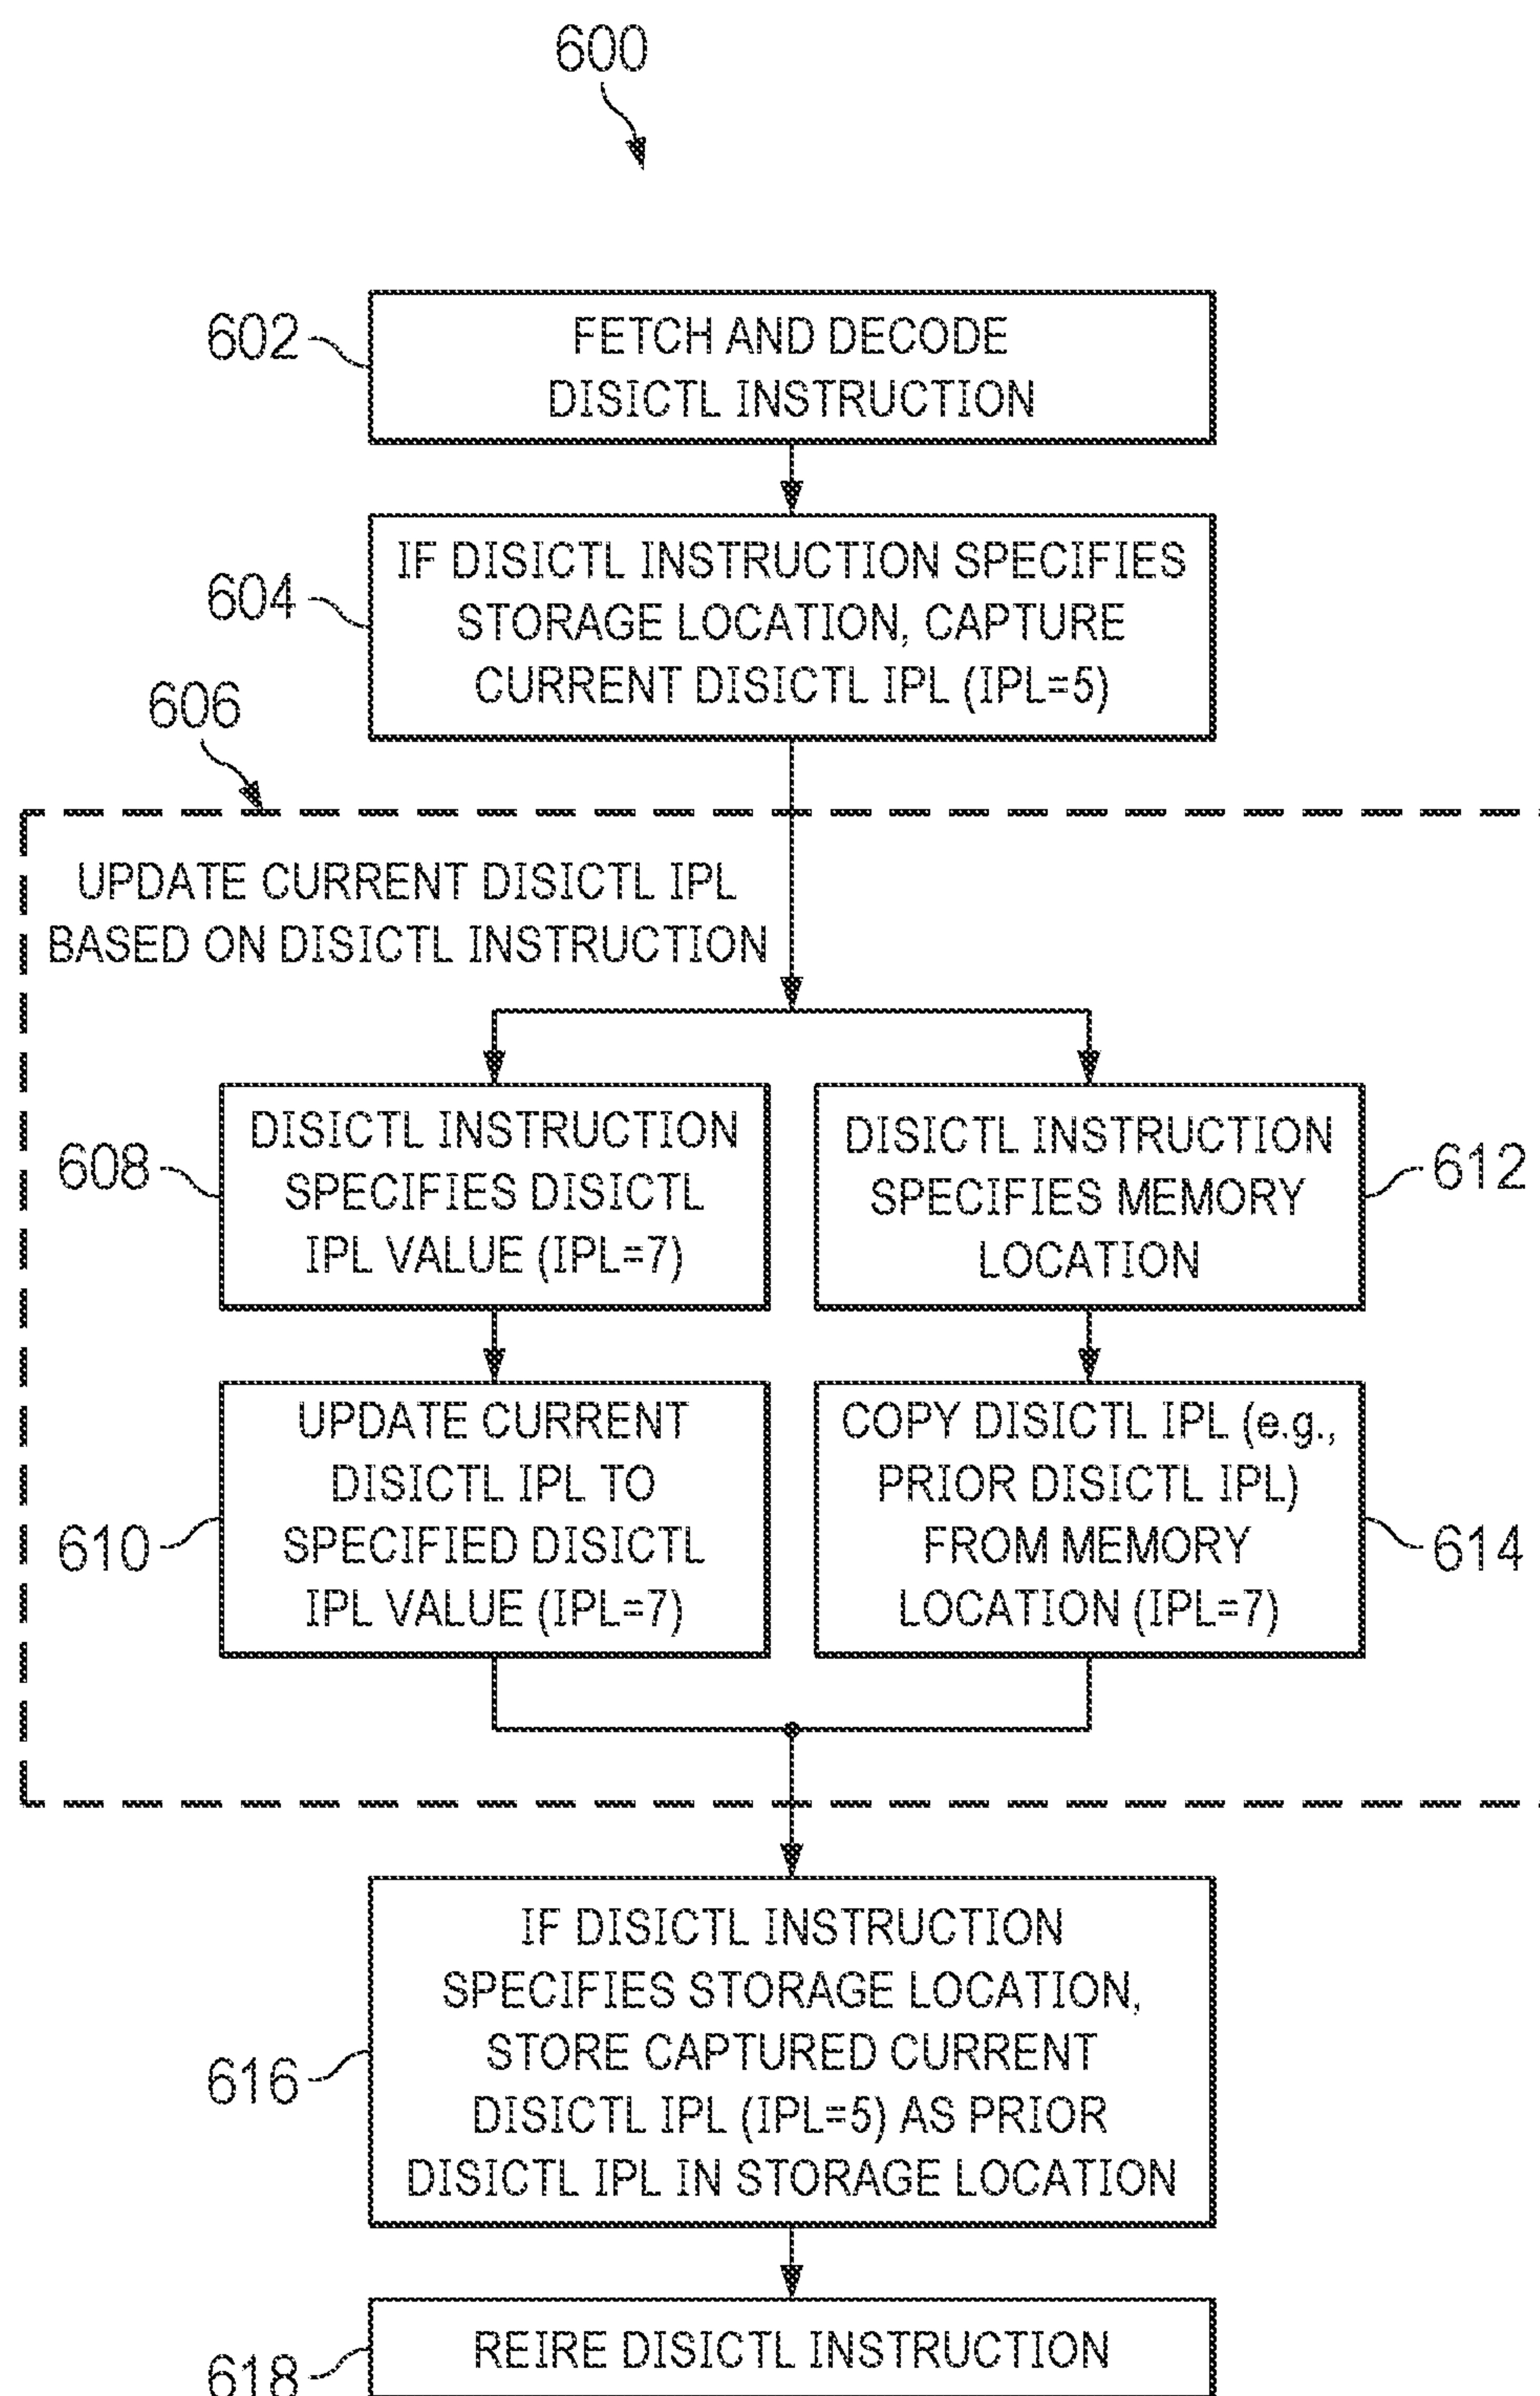 600
602
FETCH AND DECODE
DISICTL INSTRUCTION
604
IF DISICTL INSTRUCTION SPECIFIES
STORAGE LOCATION, CAPTURE
CURRENT DISICTL IPL (IPL=5)
606
UPDATE CURRENT DISICTL IPL
BASED ON DISICTL INSTRUCTION
608
DISICTL INSTRUCTION
SPECIFIES DISICTL
IPL VALUE (IPL=7)
612
DISICTL INSTRUCTION
SPECIFIES MEMORY
LOCATION
610
UPDATE CURRENT
DISICTL IPL TO
SPECIFIED DISICTL
IPL VALUE (IPL=7)
614
COPY DISICTL IPL (e.g.,
PRIOR DISICTL IPL)
FROM MEMORY
LOCATION (IPL=7)
616
IF DISICTL INSTRUCTION
SPECIFIES STORAGE LOCATION,
STORE CAPTURED CURRENT
DISICTL IPL (IPL=5) AS PRIOR
DISICTL IPL IN STORAGE LOCATION
618
REIRE DISICTL INSTRUCTION